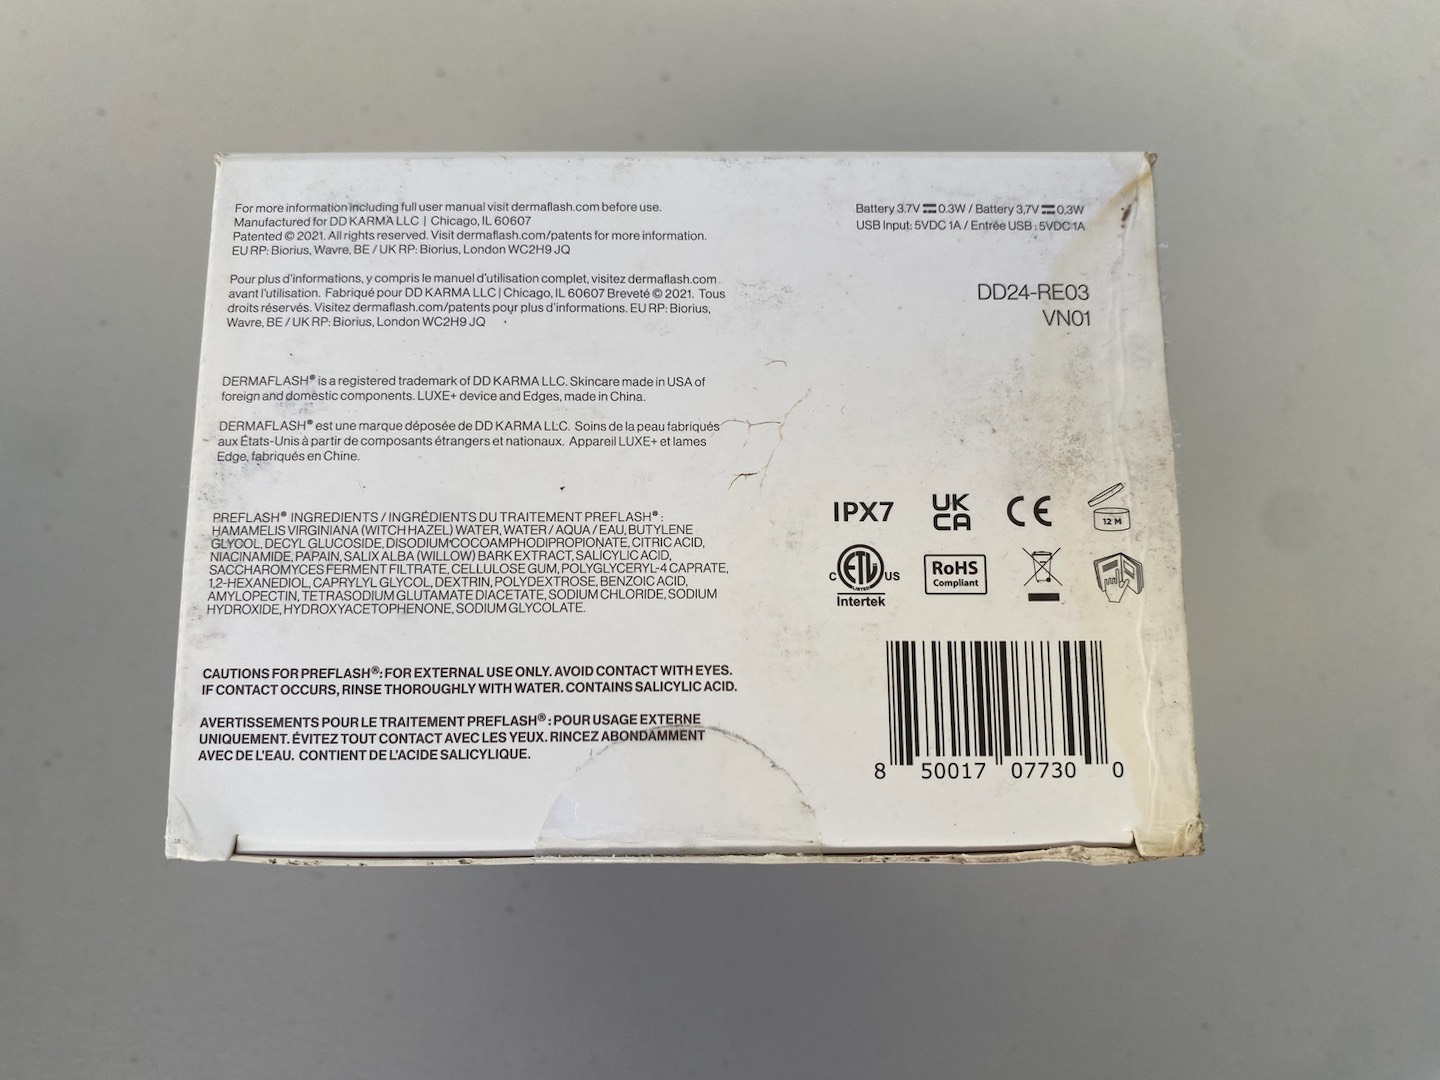 For more information including full user manual visit dermaflash.com before use.
Manufactured for DD KARMA LLC | Chicago, IL 60607
Patented © 2021. All rights reserved. Visit dermaflash.com/patents for more information.
EU RP: Biorius, Wavre, BE / UK RP: Biorius, London WC2H9 JQ
Pour plus d'informations, y compris le manuel d'utilisation complet, visitez dermaflash.com
avant l'utilisation. Fabriqué pour DD KARMA LLC | Chicago, IL 60607 Breveté © 2021. Tous
droits réservés. Visitez dermaflash.com/patents pour plus d'informations. EU RP: Biorius,
Wavre, BE / UK RP: Biorius, London WC2H9 JQ
DERMAFLASH® is a registered trademark of DD KARMA LLC. Skincare made in USA of
foreign and domestic components. LUXE+ device and Edges, made in China.
DERMAFLASH® est une marque déposée de DD KARMA LLC. Soins de la peau fabriqués
aux États-Unis à partir de composants étrangers et nationaux. Appareil LUXE+ et lames
Edge, fabriqués en Chine.
PREFLASH® INGREDIENTS / INGRÉDIENTS DU TRAITEMENT PREFLASH® :
HAMAMELIS VIRGINIANA (WITCH HAZEL) WATER, WATER / AQUA / EAU, BUTYLENE
GLYOL, DECYL GLUCOSIDE, DISODIUM COCOAMPHODIPROPIONATE, CITRIC ACID,
NIACINAMIDE, PAPAIN, SALIX ALBA (WILLOW) BARK EXTRACT, SALICYLIC ACID,
SACCHAROMYCES FERMENT FILTRATE, CELLULOSE GUM, POLYGLYCERYL-4 CAPRATE,
1,2-HEXANEDIOL, CAPRYLYL GLYCOL, DEXTRIN, POLYDEXTROSE, BENZOIC ACID,
AMYLOPECTIN, TETRASODIUM GLUTAMATE DIACETATE, SODIUM CHLORIDE, SODIUM
HYDROXIDE, HYDROXYACETOPHENONE, SODIUM GLYCOLATE.
CAUTIONS FOR PREFLASH®: FOR EXTERNAL USE ONLY. AVOID CONTACT WITH EYES.
IF CONTACT OCCURS, RINSE THOROUGHLY WITH WATER. CONTAINS SALICYLIC ACID.
AVERTISSEMENTS POUR LE TRAITEMENT PREFLASH® : POUR USAGE EXTERNE
UNIQUEMENT. ÉVITEZ TOUT CONTACT AVEC LES YEUX. RINCEZ ABONDAMMENT
AVEC DE L'EAU. CONTIENT DE L'ACIDE SALICYLIQUE.
Battery 3.7V ⎓ 0.3W / Battery 3,7V ⎓ 0,3W
USB Input: 5VDC 1A / Entrée USB : 5VDC 1A
DD24-RE03
VN01
IPX7 UK CA CE 12 M
C ETL LISTED US Intertek
RoHS
Compliant
8 50017 07730 0